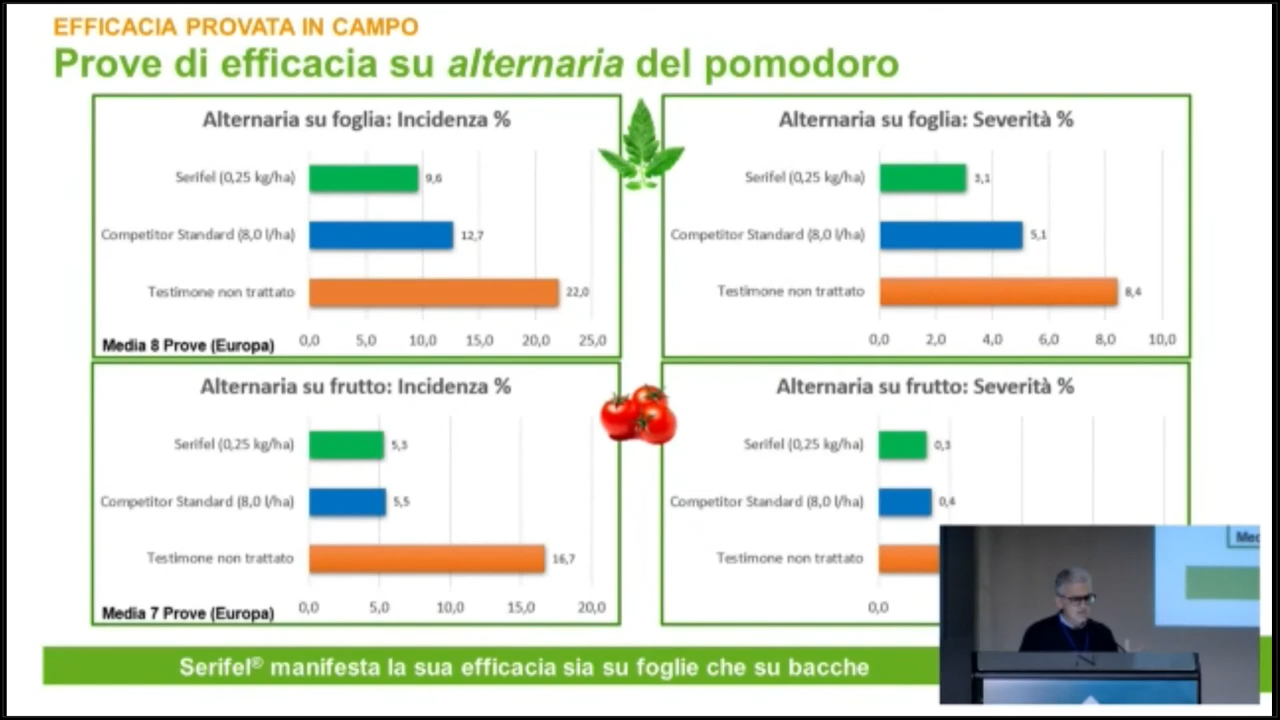 EFFICACIA PROVATA IN CAMPO
Prove di efficacia su alternaria del pomodoro
Alternaria su foglia: Incidenza %
Serifel (0,25 kg/ha)
9,6
Competitor Standard (8,0 l/ha)
12,7
Testimone non trattato
22,0
0,0 5,0 10,0 15,0 20,0 25,0
Media 8 Prove (Europa)
Alternaria su foglia: Severità %
Serifel (0,25 kg/ha)
3,1
Competitor Standard (8,0 l/ha)
5,1
Testimone non trattato
8,4
0,0 2,0 4,0 6,0 8,0 10,0
Alternaria su frutto: Incidenza %
Serifel (0,25 kg/ha)
5,3
Competitor Standard (8,0 l/ha)
5,5
Testimone non trattato
16,7
0,0 5,0 10,0 15,0 20,0
Media 7 Prove (Europa)
Alternaria su frutto: Severità %
Serifel (0,25 kg/ha)
0,3
Competitor Standard (8,0 l/ha)
0,4
Testimone non trattato
0,0
Serifel® manifesta la sua efficacia sia su foglie che su bacche